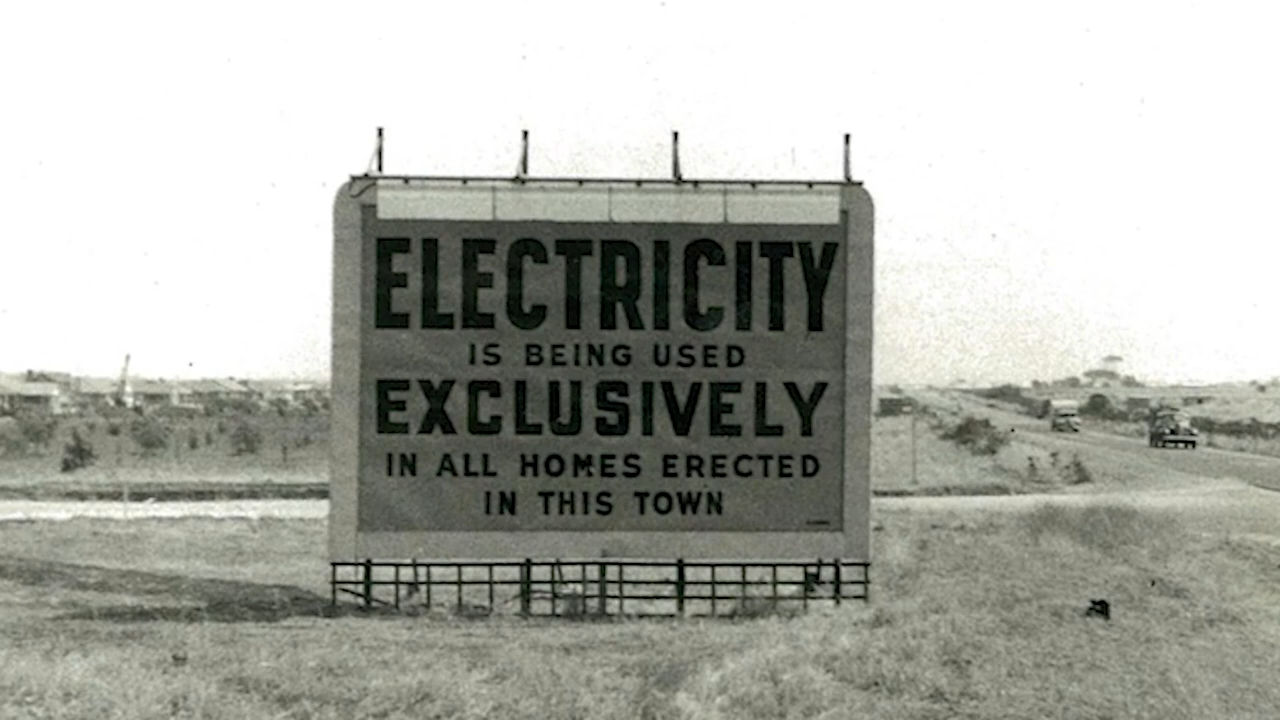 ELECTRICITY
IS BEING USED
EXCLUSIVELY
IN ALL HOMES ERECTED
IN THIS TOWN